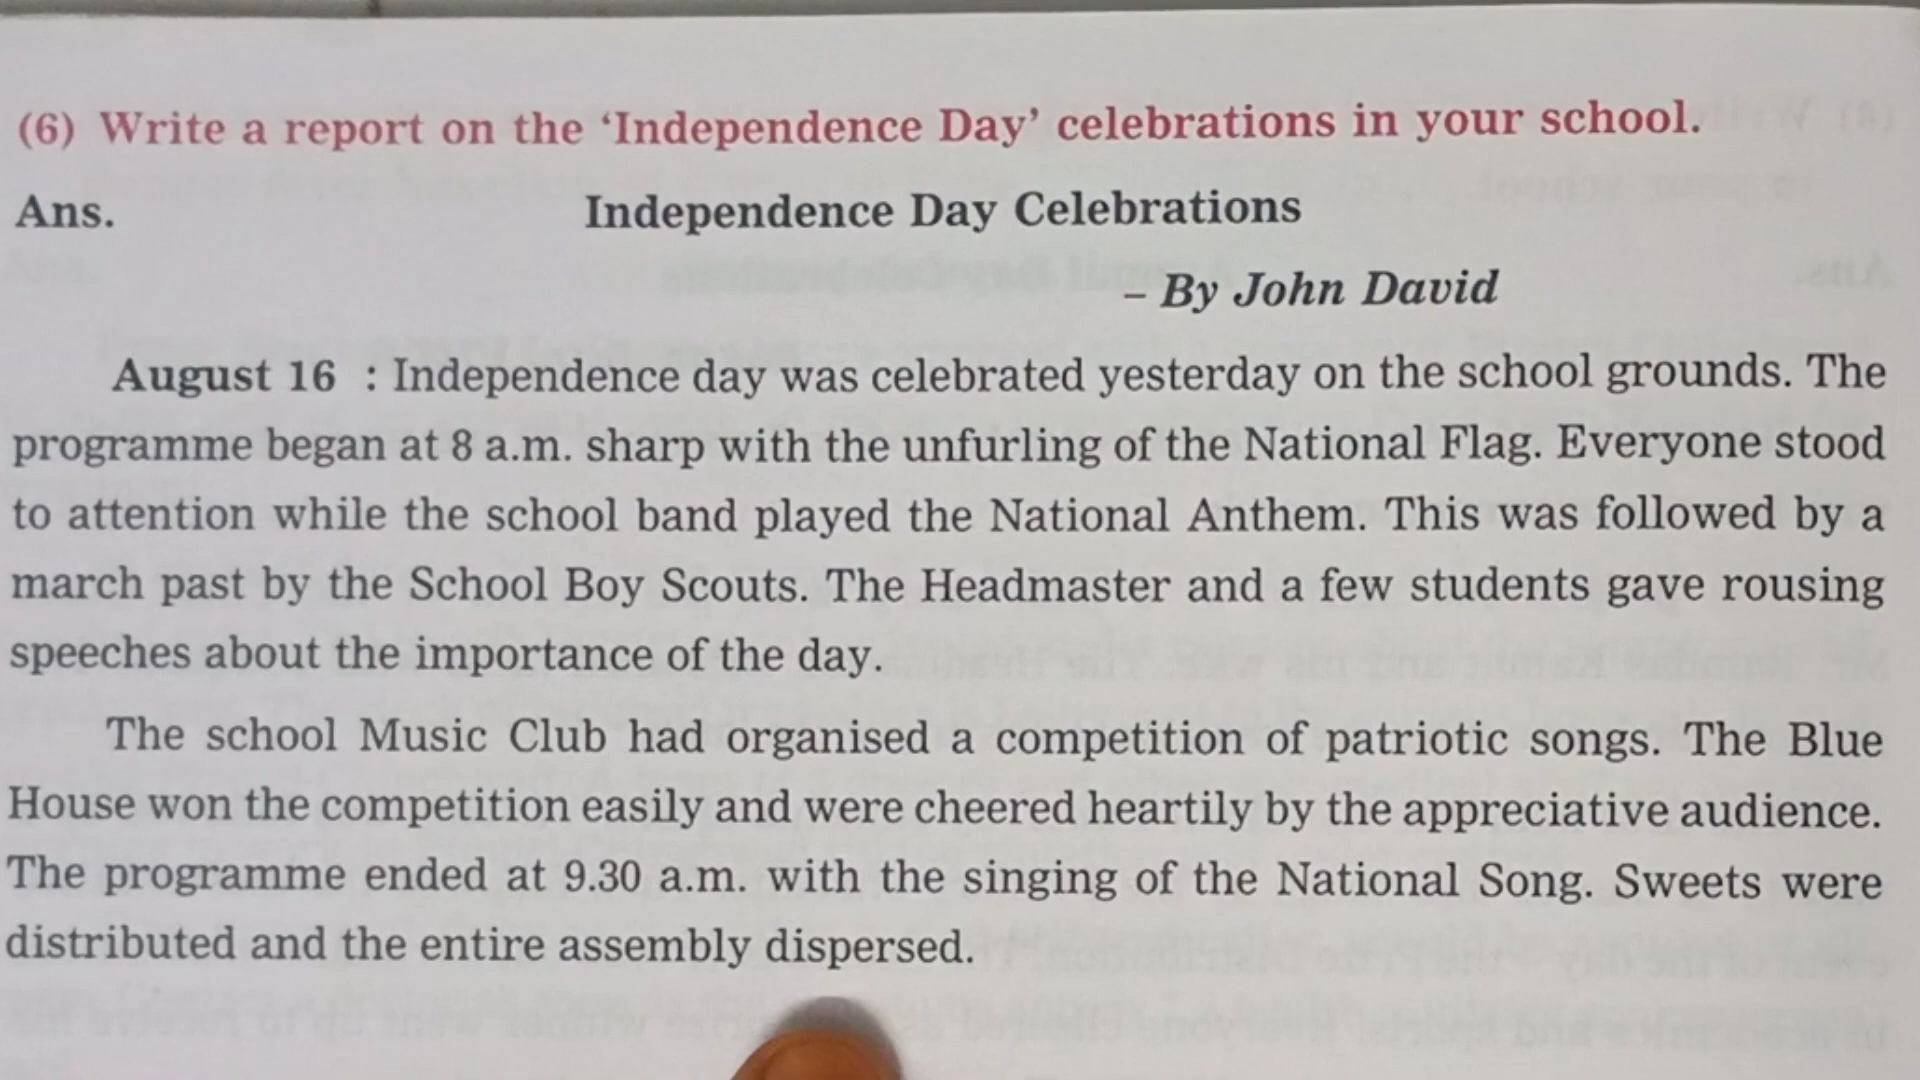 (6) Write a report on the ‘Independence Day’ celebrations in your school.
Ans. Independence Day Celebrations
– By John David
August 16 : Independence day was celebrated yesterday on the school grounds. The
programme began at 8 a.m. sharp with the unfurling of the National Flag. Everyone stood
to attention while the school band played the National Anthem. This was followed by a
march past by the School Boy Scouts. The Headmaster and a few students gave rousing
speeches about the importance of the day.
The school Music Club had organised a competition of patriotic songs. The Blue
House won the competition easily and were cheered heartily by the appreciative audience.
The programme ended at 9.30 a.m. with the singing of the National Song. Sweets were
distributed and the entire assembly dispersed.